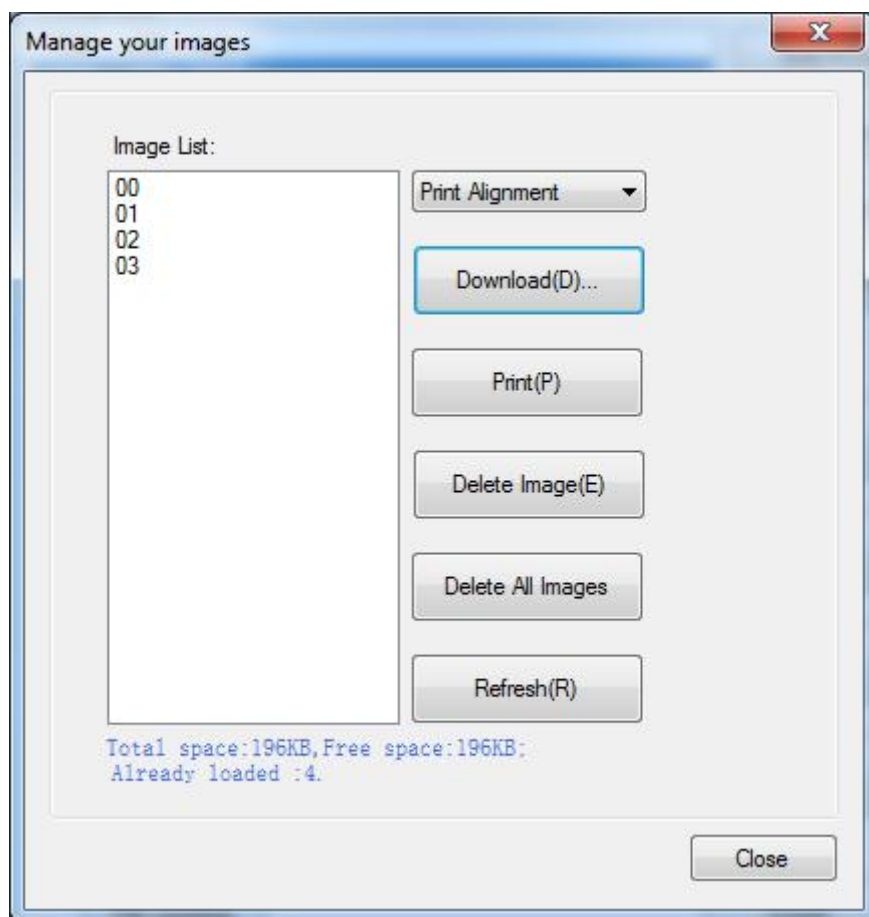 Manage your images
Image List:
00
01
02
03
Print Alignment
Download(D)...
Print(P)
Delete Image(E)
Delete All Images
Refresh(R)
Total space:196KB,Free space:196KB;
Already loaded :4.
Close